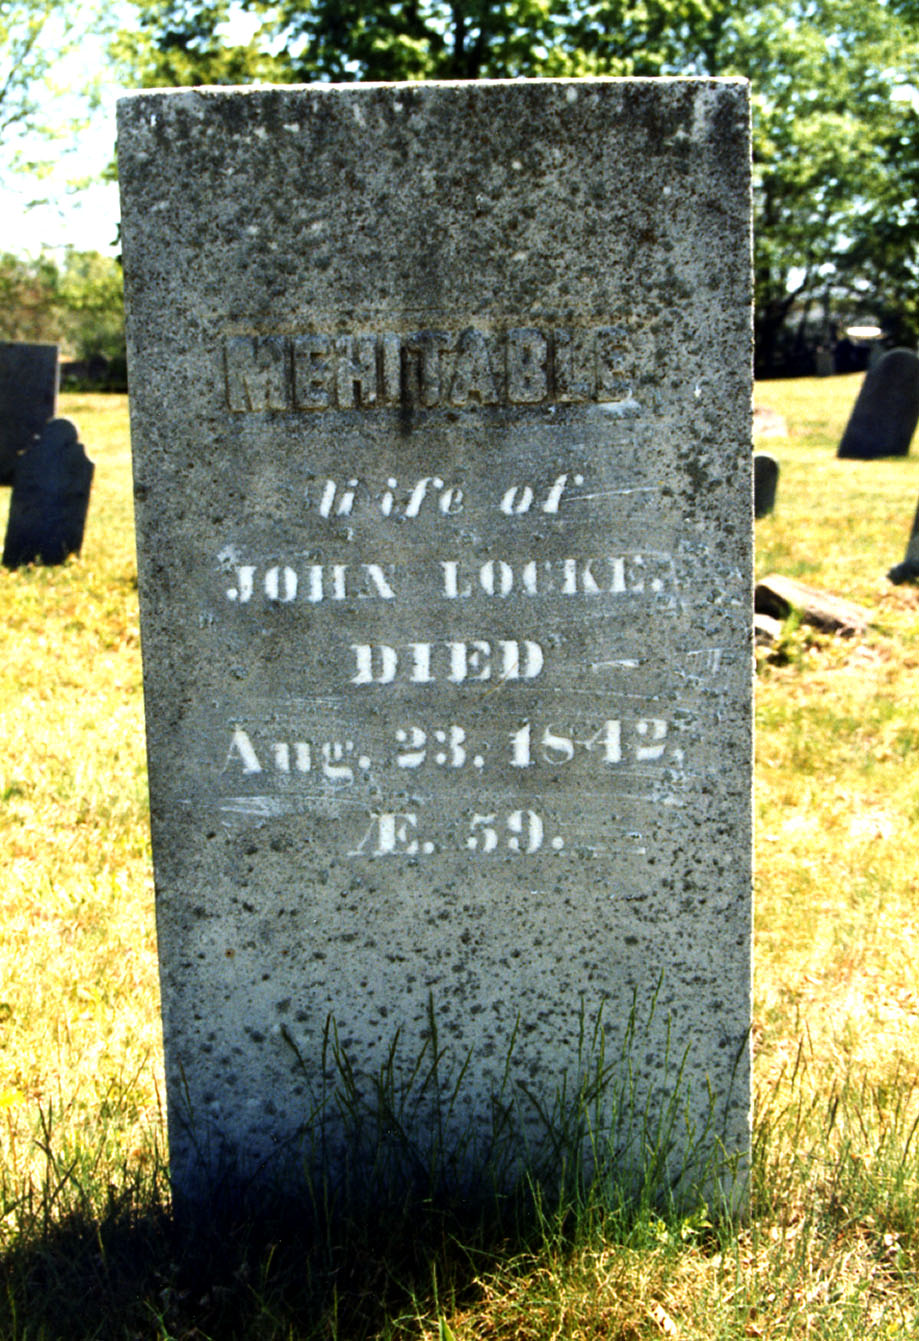 MEHITABLE
wife of
JOHN LOCKE.
DIED
Aug. 23, 1842,
Æ. 59.